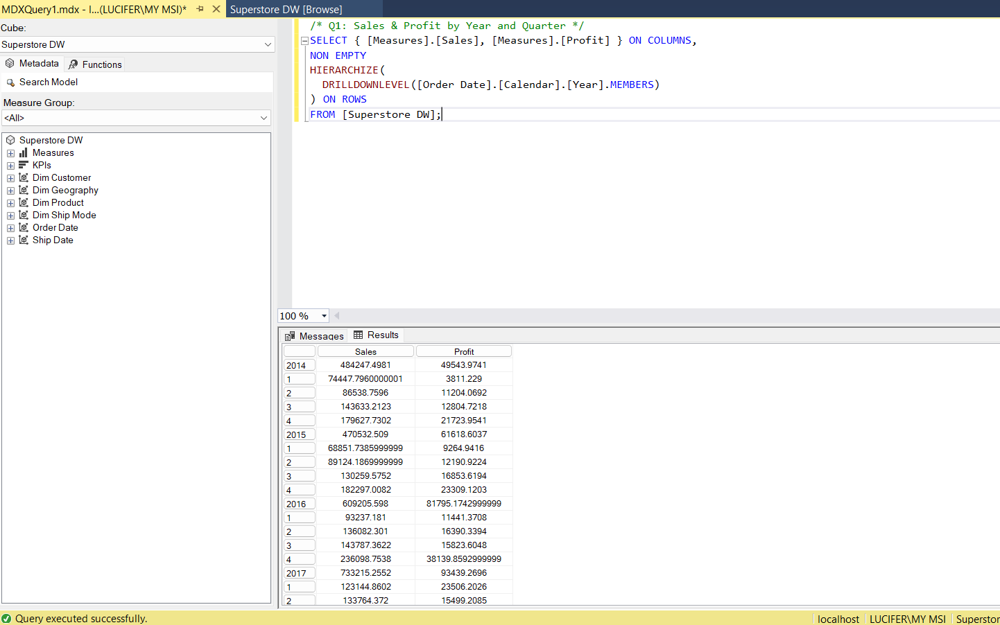 MDXQuery1.mdx - l...(LUCIFER\MY MSI)*
Superstore DW [Browse]
Cube:
Superstore DW
Metadata
Functions
Search Model
Measure Group:
<All>
Superstore DW
Measures
KPIs
Dim Customer
Dim Geography
Dim Product
Dim Ship Mode
Order Date
Ship Date
/* Q1: Sales & Profit by Year and Quarter */
SELECT { [Measures].[Sales], [Measures].[Profit] } ON COLUMNS,
NON EMPTY
HIERARCHIZE(
DRILLDOWNLEVEL([Order Date].[Calendar].[Year].MEMBERS)
) ON ROWS
FROM [Superstore DW];
100 %
Messages
Results
Sales Profit
2014 484247.4981 49543.9741
1 74447.7960000001 3811.229
2 86538.7596 11204.0692
3 143633.2123 12804.7218
4 179627.7302 21723.9541
2015 470532.509 61618.6037
1 68851.7385999999 9264.9416
2 89124.1869999999 12190.9224
3 130259.5752 16853.6194
4 182297.0082 23309.1203
2016 609205.598 81795.1742999999
1 93237.181 11441.3708
2 136082.301 16390.3394
3 143787.3622 15823.6048
4 236098.7538 38139.8592999999
2017 733215.2552 93439.2696
1 123144.8602 23506.2026
2 133764.372 15499.2085
Query executed successfully.
localhost
LUCIFER\MY MSI
Superstor